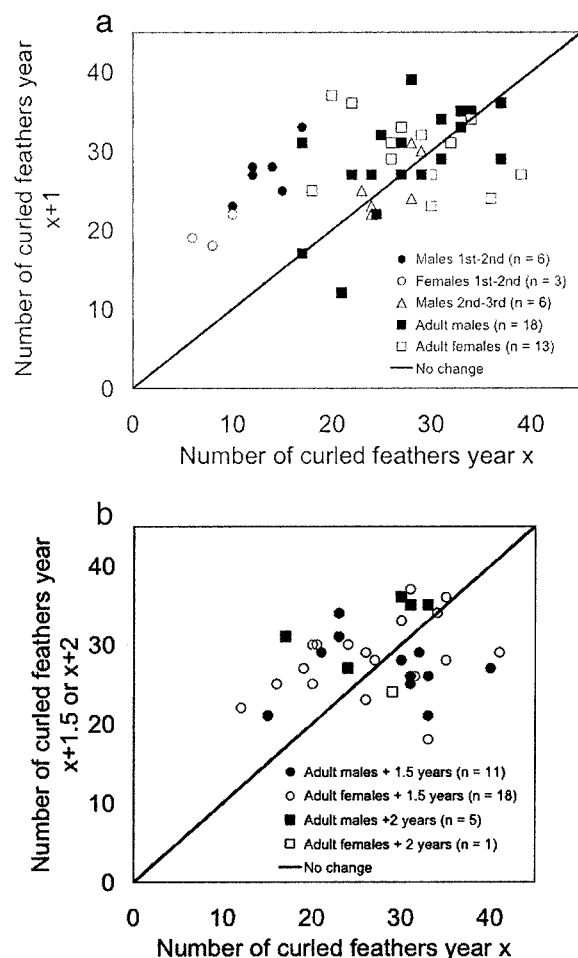 a
Number of curled feathers year
x+1
40
30
20
10
0
Males 1st-2nd (n = 6)
Females 1st-2nd (n = 3)
Males 2nd-3rd (n = 6)
Adult males (n = 18)
Adult females (n = 13)
No change
0
10
20
30
40
Number of curled feathers year x
b
Number of curled feathers year
x+1.5 or x+2
40
30
20
10
0
Adult males + 1.5 years (n = 11)
Adult females + 1.5 years (n = 18)
Adult males +2 years (n = 5)
Adult females + 2 years (n = 1)
No change
0
10
20
30
40
Number of curled feathers year x